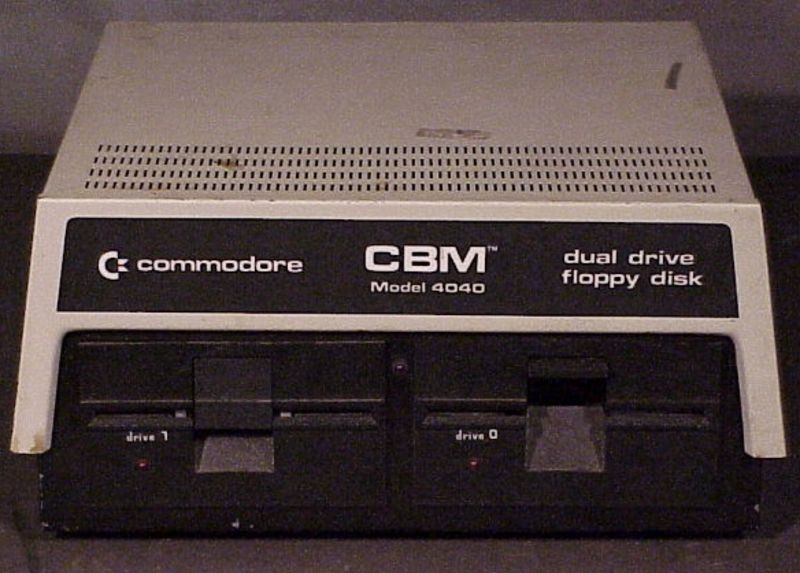 commodore
CBM™
Model 4040
dual drive
floppy disk
drive 1
drive 0